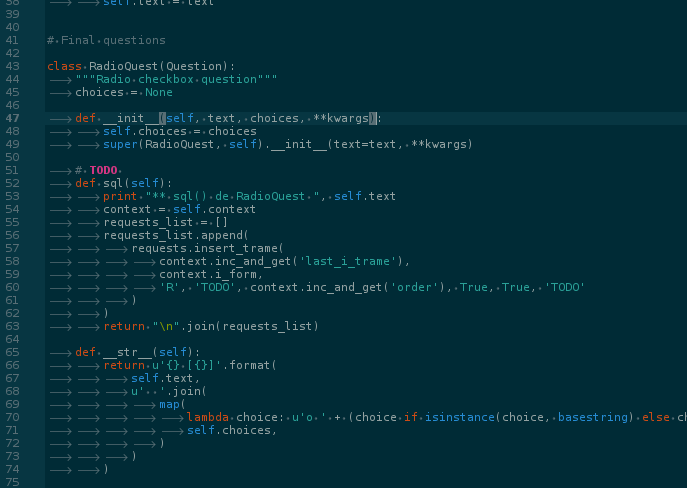 38 self.text = text
39
40
41 # Final questions
42
43 class RadioQuest(Question):
44 """Radio checkbox question"""
45 choices = None
46
47 def __init__(self, text, choices, **kwargs):
48 self.choices = choices
49 super(RadioQuest, self).__init__(text=text, **kwargs)
50
51 # TODO
52 def sql(self):
53 print "** sql() de RadioQuest ", self.text
54 context = self.context
55 requests_list = []
56 requests_list.append(
57 requests.insert_trame(
58 context.inc_and_get('last_i_trame'),
59 context.i_form,
60 'R', 'TODO', context.inc_and_get('order'), True, True, 'TODO'
61 )
62 )
63 return "\n".join(requests_list)
64
65 def __str__(self):
66 return u'{} [{}]'.format(
67 self.text,
68 u'  '.join(
69 map(
70 lambda choice: u'o ' + (choice if isinstance(choice, basestring) else ch
71 self.choices,
72 )
73 )
74 )
75